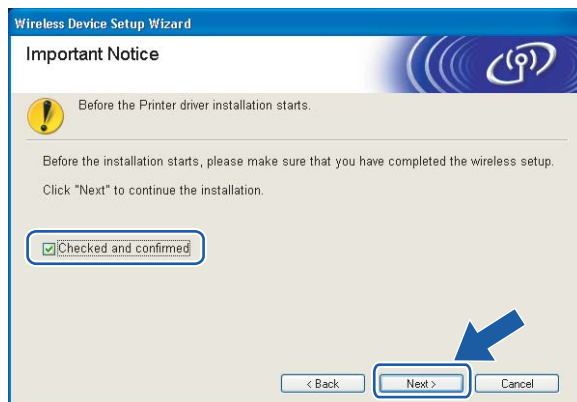 Wireless Device Setup Wizard
Important Notice
Before the Printer driver installation starts.
Before the installation starts, please make sure that you have completed the wireless setup.
Click "Next" to continue the installation.
Checked and confirmed
< Back
Next >
Cancel